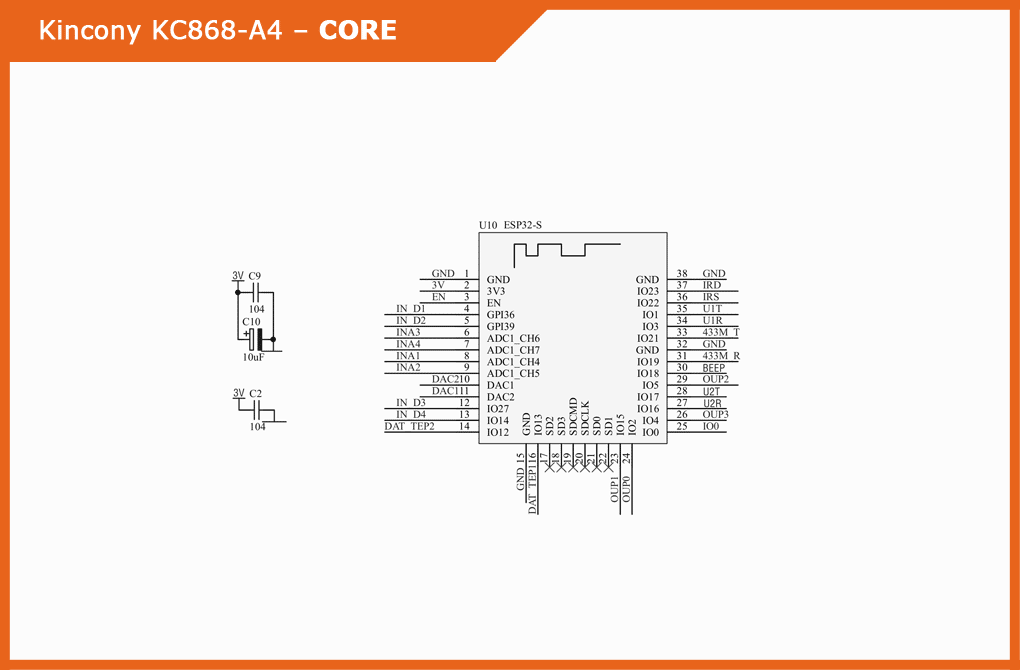 Kincony KC868-A4 – CORE
U10 ESP32-S
3V C9
104
C10
+
10uF
3V C2
104
GND 1 GND
3V 2 3V3
EN 3 EN
IN_D1 4 GPI36
IN_D2 5 GPI39
INA3 6 ADC1_CH6
INA4 7 ADC1_CH7
INA1 8 ADC1_CH4
INA2 9 ADC1_CH5
DAC210 DAC1
DAC111 DAC2
IN_D3 12 IO27
IN_D4 13 IO14
DAT_TEP2 14 IO12
GND 38 GND
IO23 37 IRD
IO22 36 IRS
IO1 35 U1T
IO3 34 U1R
IO21 33 433M_T
GND 32 GND
IO19 31 433M_R
IO18 30 BEEP
IO5 29 OUP2
IO17 28 U2T
IO16 27 U2R
IO4 26 OUP3
IO0 25 IO0
GND 15 GND
DAT_TEP116 IO13
17 SD2
18 SD3
19 SDCMD
20 SDCLK
21 SD0
22 SD1
OUP1 23 IO15
OUP0 24 IO2